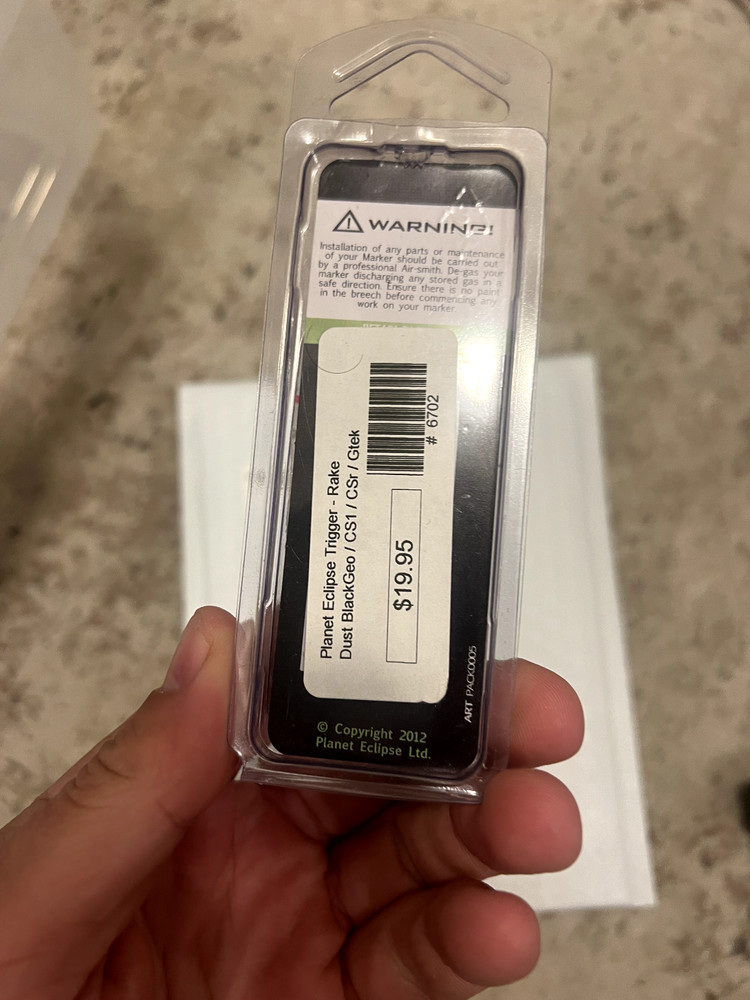 WARNING!
Installation of any parts or maintenance
of your Marker should be carried out
by a professional Air-smith. De-gas your
marker discharging any stored gas in a
safe direction. Ensure there is no paint
in the breech before commencing any
work on your marker
Planet Eclipse Trigger - Rake
Dust BlackGeo / CS1 / CSr / Gtek
# 6702
$19.95
ART PACK0005
© Copyright 2012
Planet Eclipse Ltd.